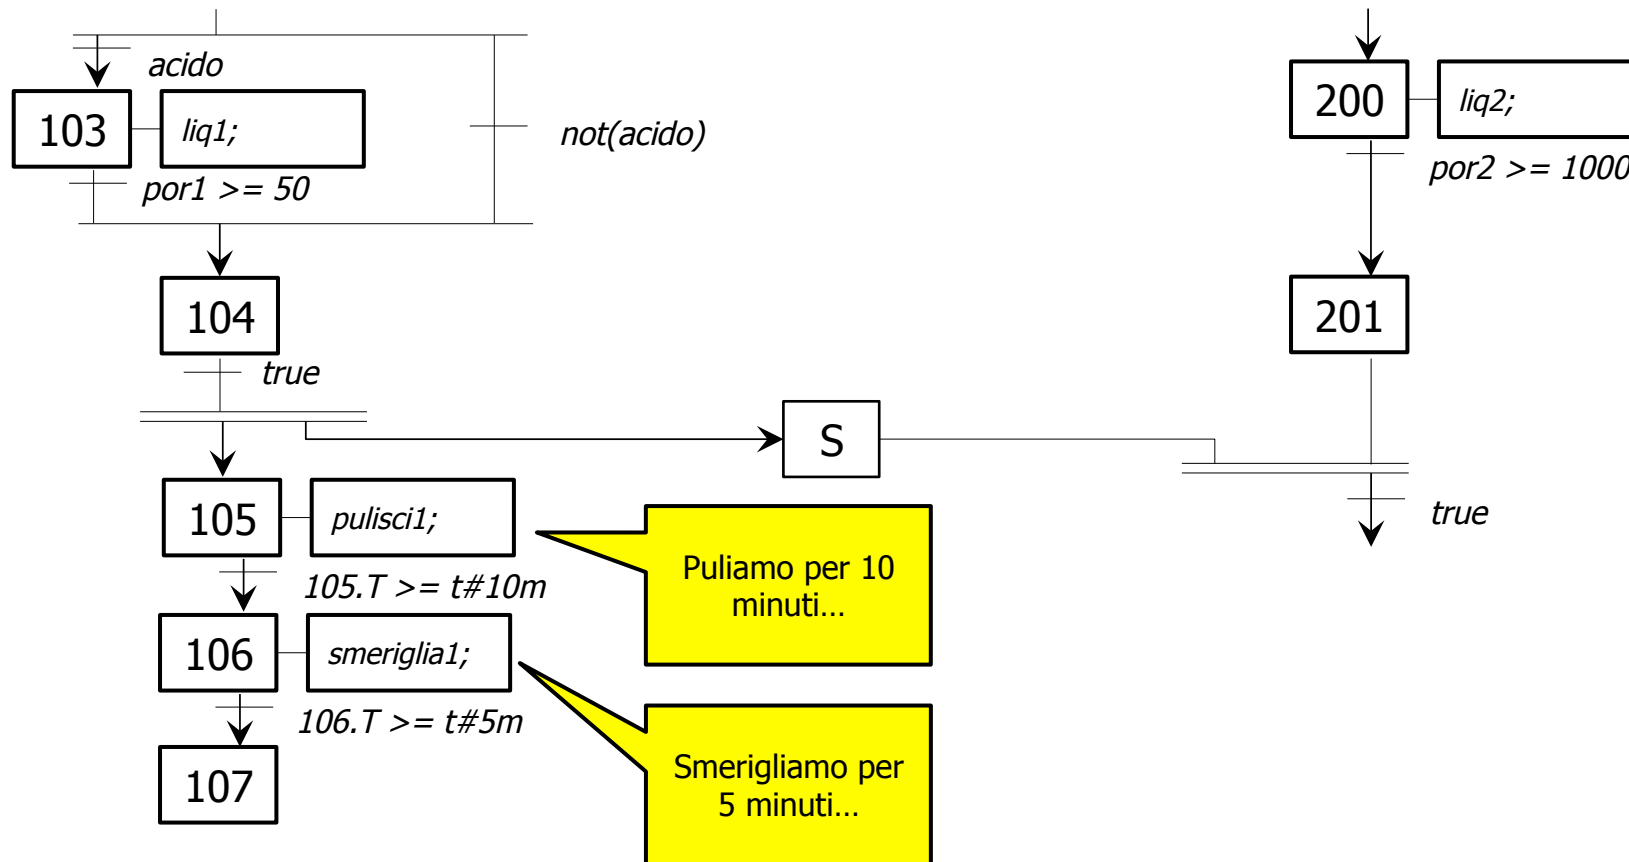 acido
103
liq1;
not(acido)
por1 >= 50
104
true
S
105
pulisci1;
105.T >= t#10m
106
smeriglia1;
106.T >= t#5m
107
Puliamo per 10
minuti...
Smerigliamo per
5 minuti...
200
liq2;
por2 >= 1000
201
true